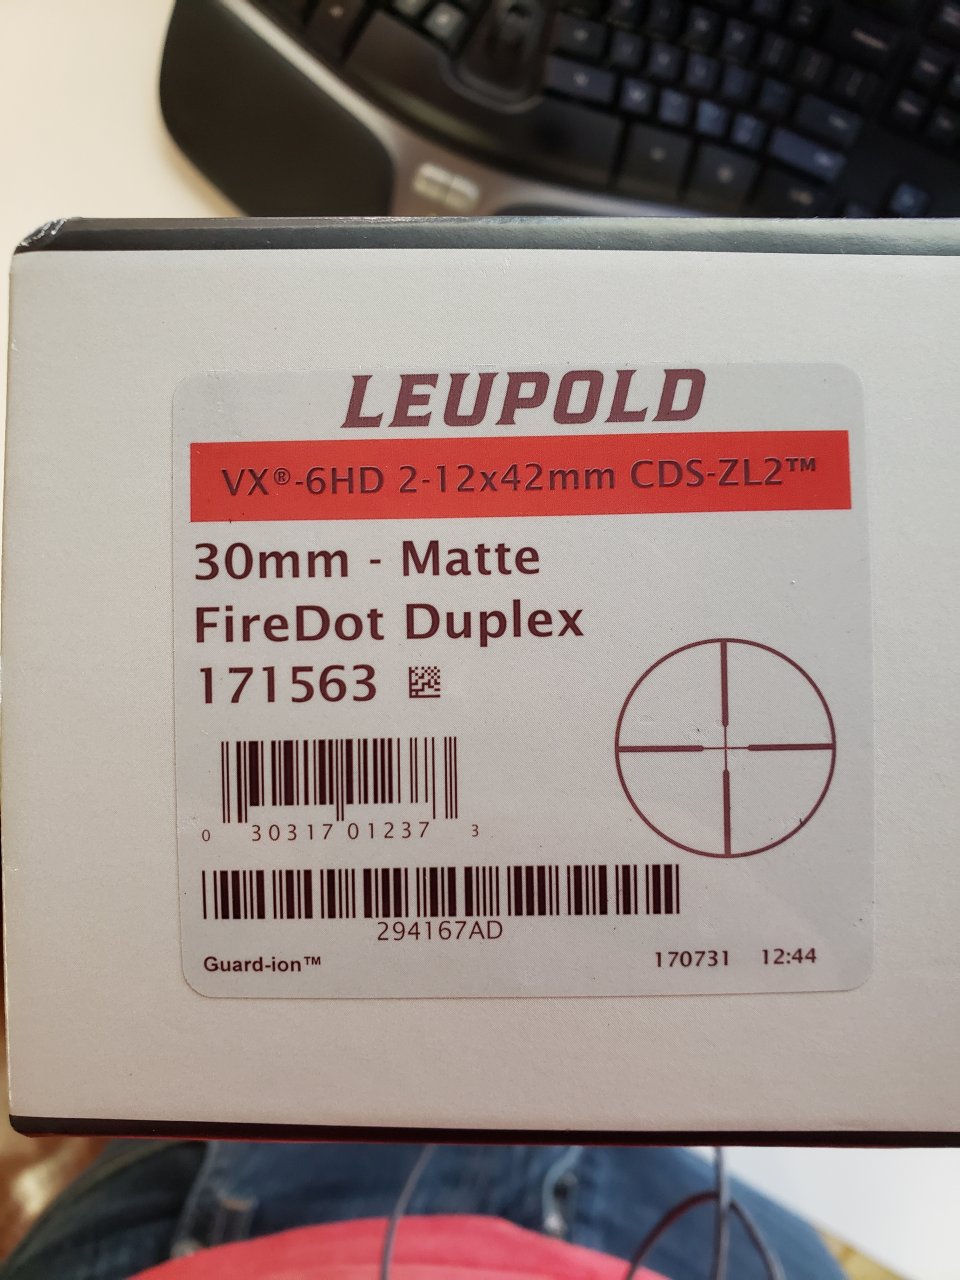 LEUPOLD
VX®-6HD 2-12x42mm CDS-ZL2™
30mm - Matte
FireDot Duplex
171563
0 30317 01237 3
294167AD
Guard-ion™ 170731 12:44